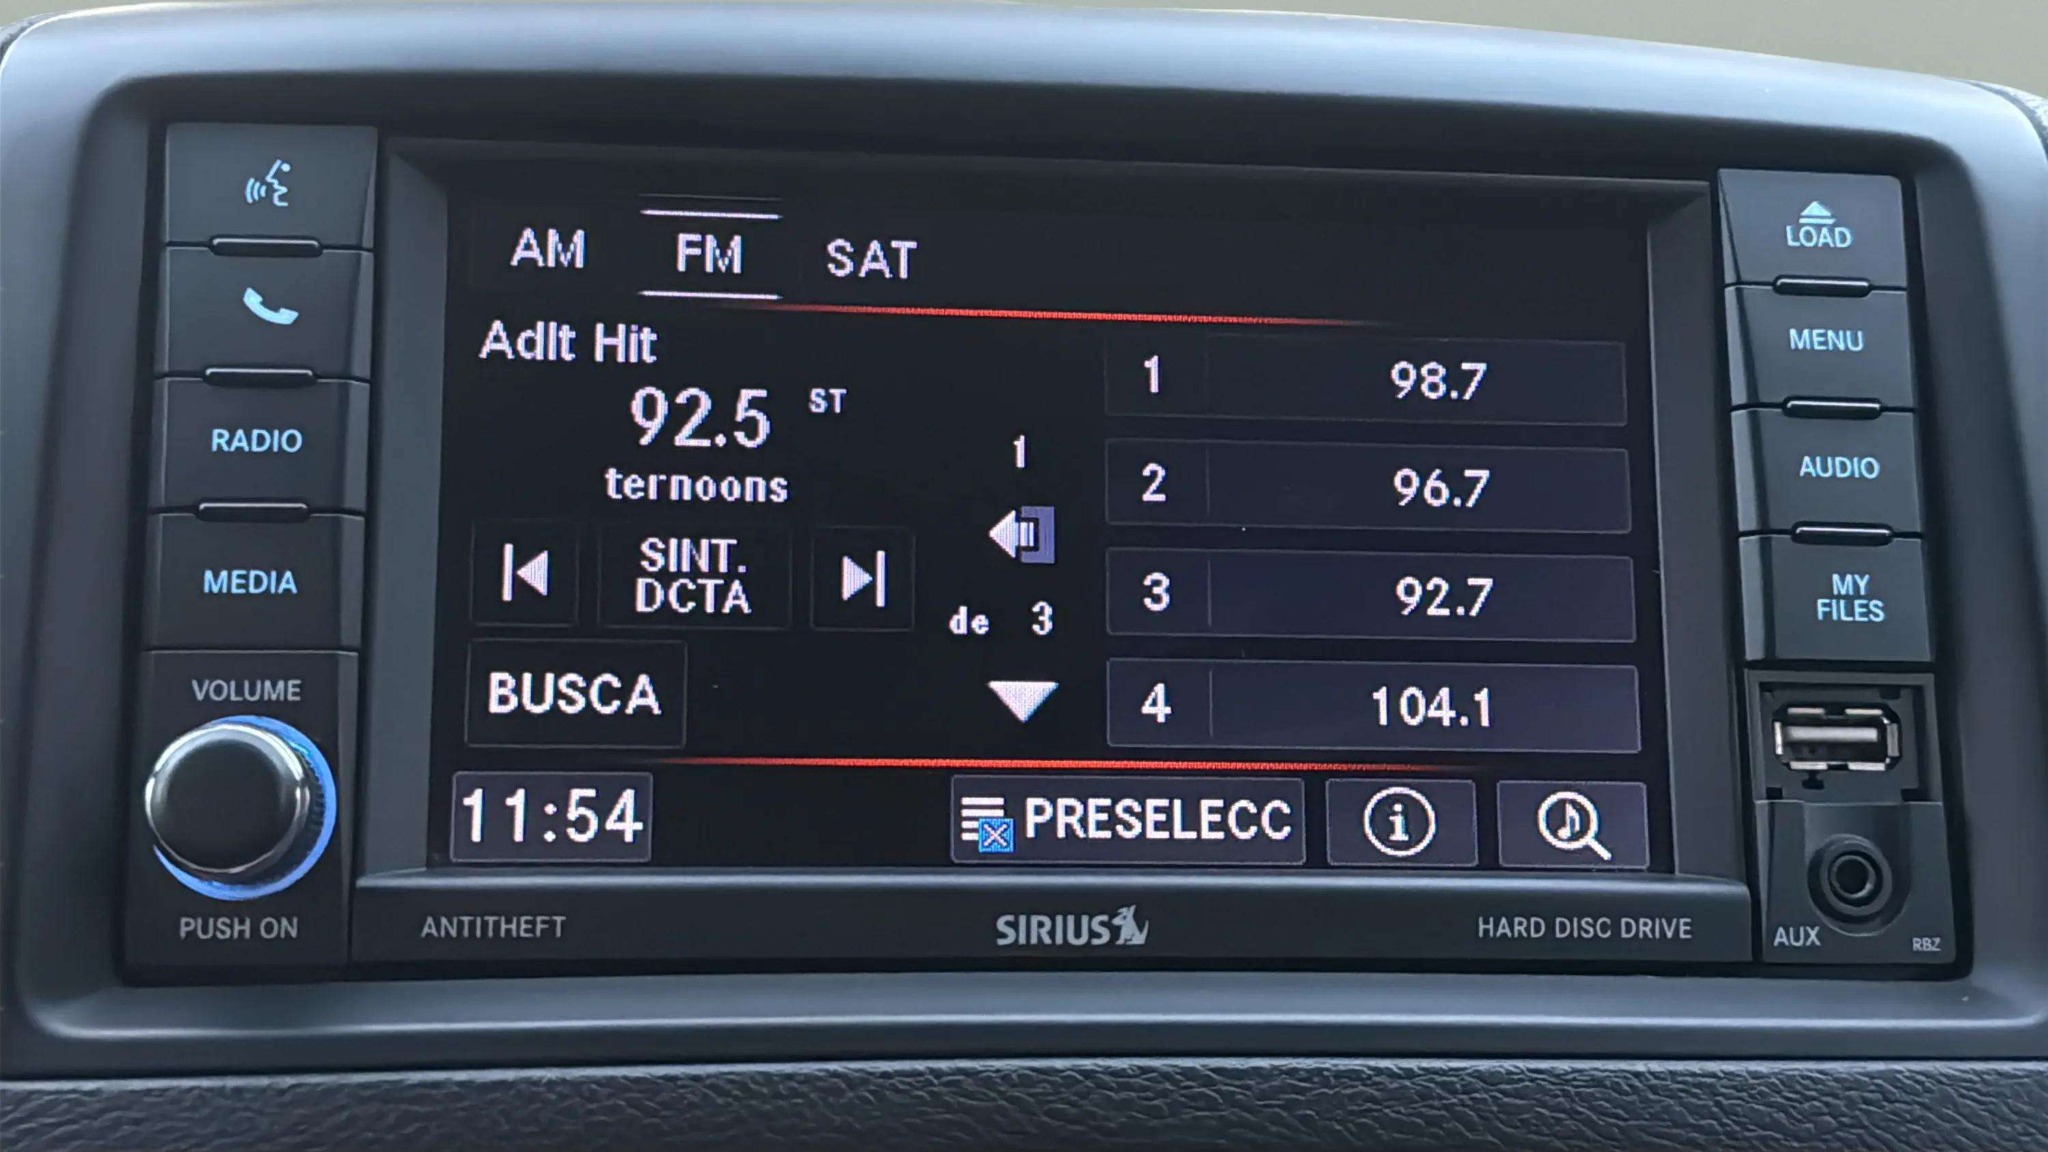 AM FM SAT
Adlt Hit
92.5 ST
ternoons
SINT.
DCTA
BUSCA
1
de 3
1 98.7
2 96.7
3 92.7
4 104.1
11:54
PRESELECC
i
RADIO
MEDIA
VOLUME
PUSH ON
LOAD
MENU
AUDIO
MY
FILES
ANTITHEFT
SIRIUS
HARD DISC DRIVE
AUX
RBZ